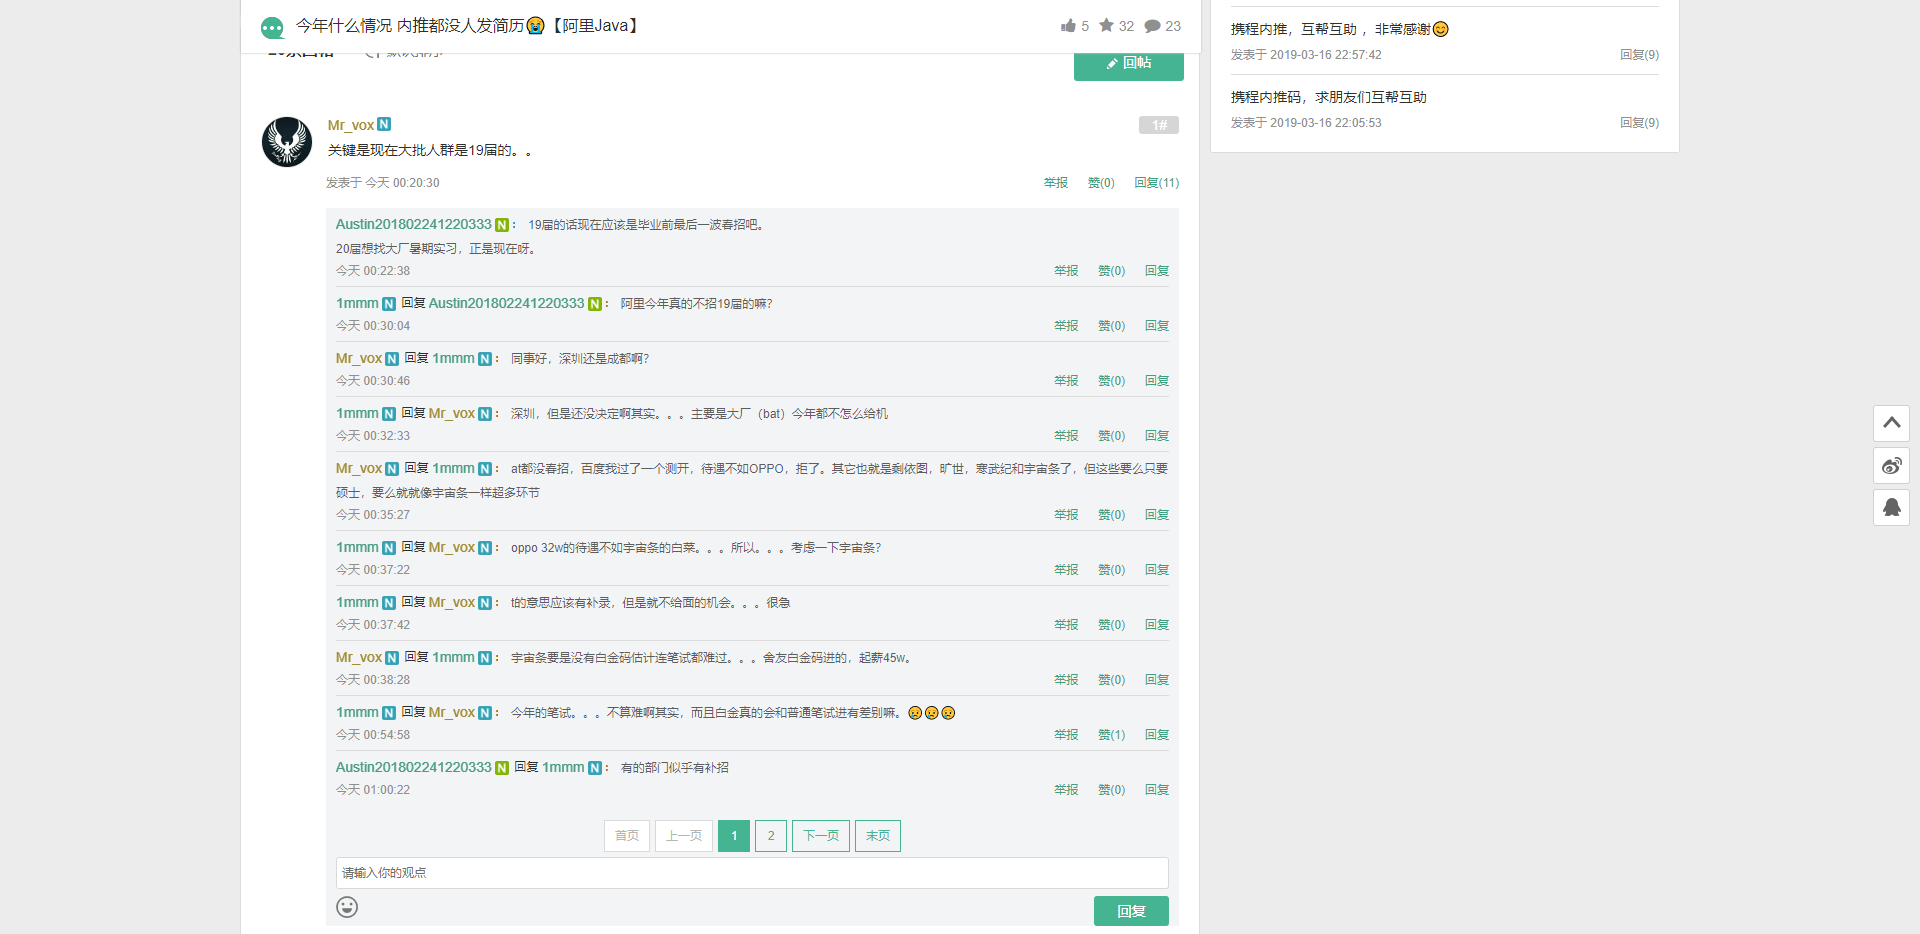 今年什么情况 内推都没人发简历😭【阿里Java】
5 32 23
回帖
Mr_vox N
1#
关键是现在大批人群是19届的。。
发表于 今天 00:20:30
举报 赞(0) 回复(11)
Austin201802241220333 N ： 19届的话现在应该是毕业前最后一波春招吧。
20届想找大厂暑期实习，正是现在呀。
今天 00:22:38 举报 赞(0) 回复
1mmm N 回复 Austin201802241220333 N ： 阿里今年真的不招19届的嘛?
今天 00:30:04 举报 赞(0) 回复
Mr_vox N 回复 1mmm N ： 同事好，深圳还是成都啊?
今天 00:30:46 举报 赞(0) 回复
1mmm N 回复 Mr_vox N ： 深圳，但是还没决定啊其实。。。主要是大厂（bat）今年都不怎么给机
今天 00:32:33 举报 赞(0) 回复
Mr_vox N 回复 1mmm N ： at都没春招，百度我过了一个测开，待遇不如OPPO，拒了。其它也就是剩依图，旷世，寒武纪和宇宙条了，但这些要么只要
硕士，要么就就像宇宙条一样超多环节
今天 00:35:27 举报 赞(0) 回复
1mmm N 回复 Mr_vox N ： oppo 32w的待遇不如宇宙条的白菜。。。所以。。。考虑一下宇宙条?
今天 00:37:22 举报 赞(0) 回复
1mmm N 回复 Mr_vox N ： t的意思应该有补录，但是就不给面的机会。。。很急
今天 00:37:42 举报 赞(0) 回复
Mr_vox N 回复 1mmm N ： 宇宙条要是没有白金码估计连笔试都难过。。。舍友白金码进的，起薪45w。
今天 00:38:28 举报 赞(0) 回复
1mmm N 回复 Mr_vox N ： 今年的笔试。。。不算难啊其实，而且白金真的会和普通笔试进有差别嘛。😢😢😢
今天 00:54:58 举报 赞(1) 回复
Austin201802241220333 N 回复 1mmm N ： 有的部门似乎有补招
今天 01:00:22 举报 赞(0) 回复
首页 上一页 1 2 下一页 末页
请输入你的观点
回复
携程内推，互帮互助 ，非常感谢😊
发表于 2019-03-16 22:57:42 回复(9)
携程内推码，求朋友们互帮互助
发表于 2019-03-16 22:05:53 回复(9)